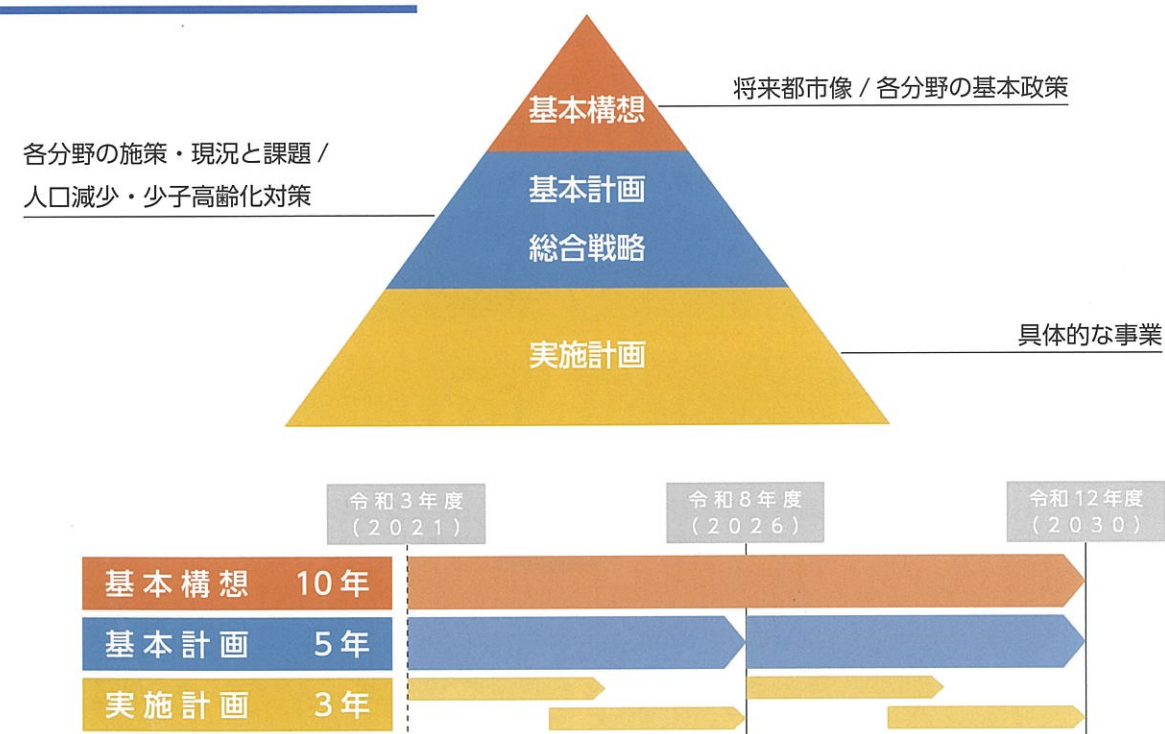 基本構想
将来都市像 / 各分野の基本政策
各分野の施策・現況と課題 /
人口減少・少子高齢化対策
基本計画
総合戦略
実施計画
具体的な事業
令和3年度
(2021)
令和8年度
(2026)
令和12年度
(2030)
基本構想 10年
基本計画 5年
実施計画 3年